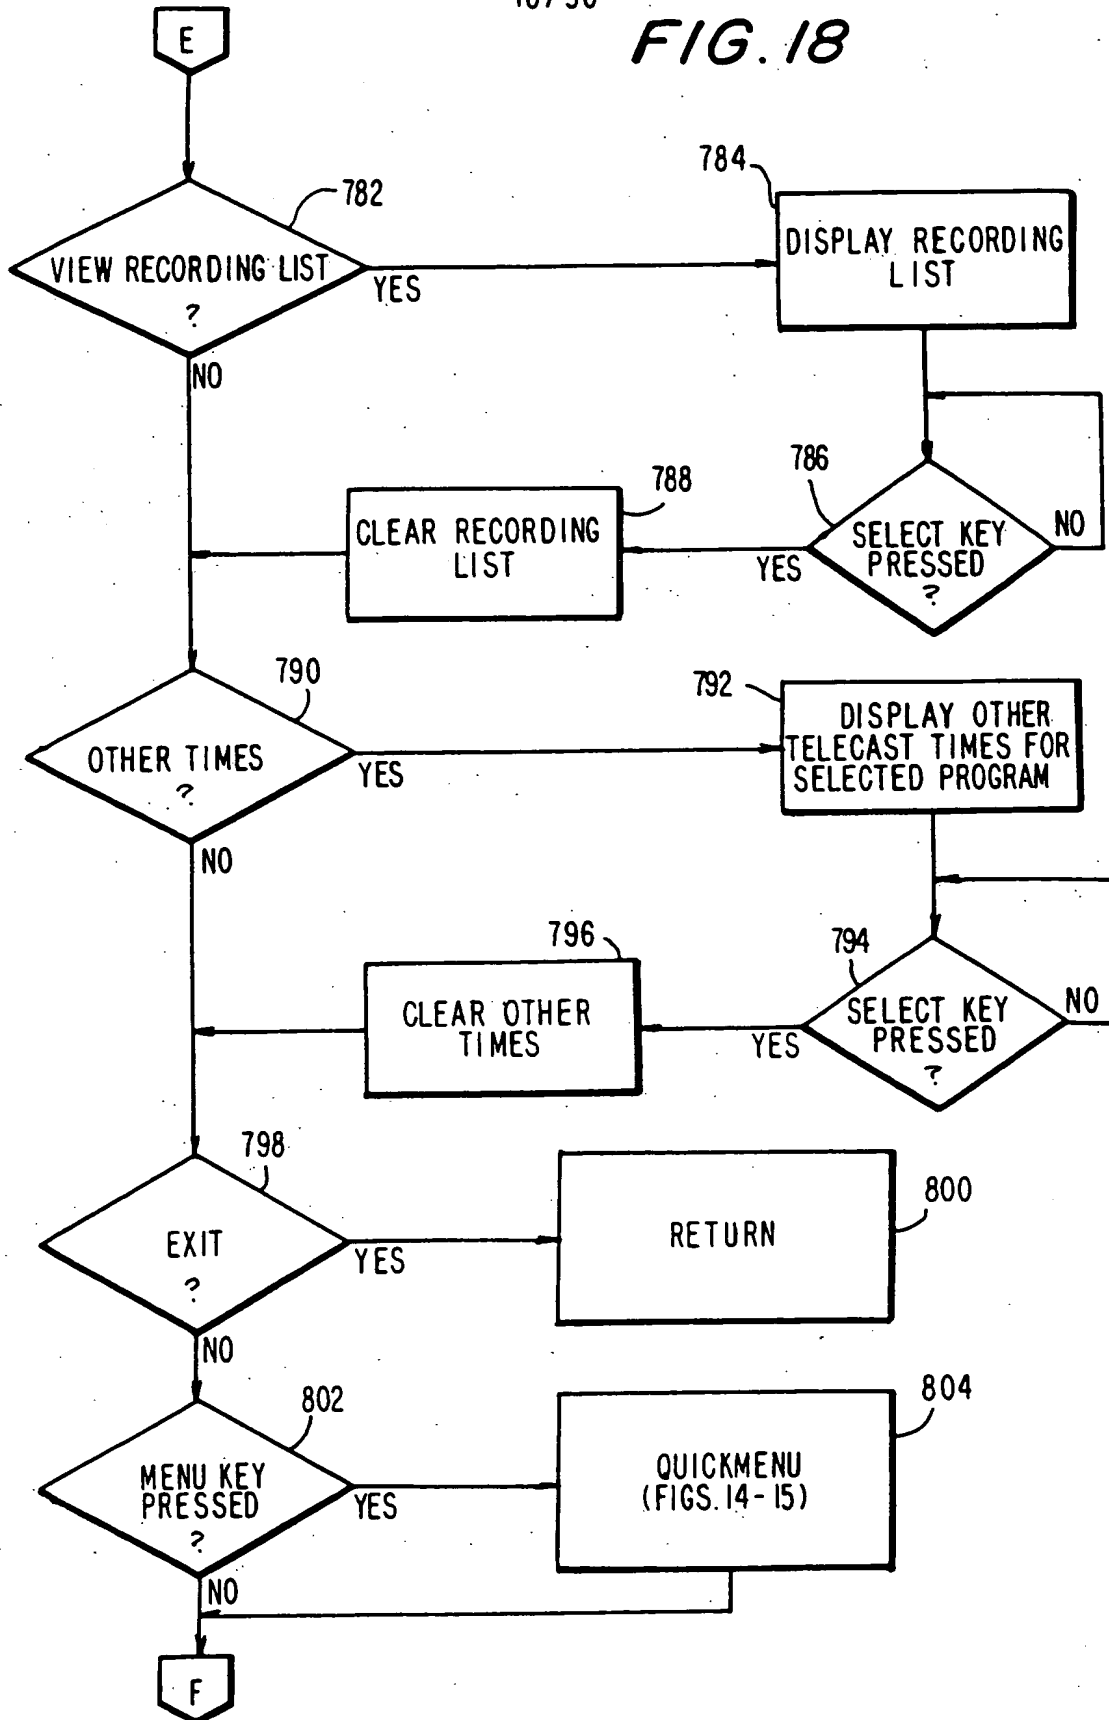 FIG. 18
E
782
VIEW RECORDING LIST
?
YES
NO
784
DISPLAY RECORDING
LIST
786
SELECT KEY
PRESSED
?
NO
YES
788
CLEAR RECORDING
LIST
790
OTHER TIMES
?
YES
NO
792
DISPLAY OTHER
TELECAST TIMES FOR
SELECTED PROGRAM
794
SELECT KEY
PRESSED
?
NO
YES
796
CLEAR OTHER
TIMES
798
EXIT
?
YES
NO
800
RETURN
802
MENU KEY
PRESSED
?
YES
NO
804
QUICKMENU
(FIGS. 14-15)
F